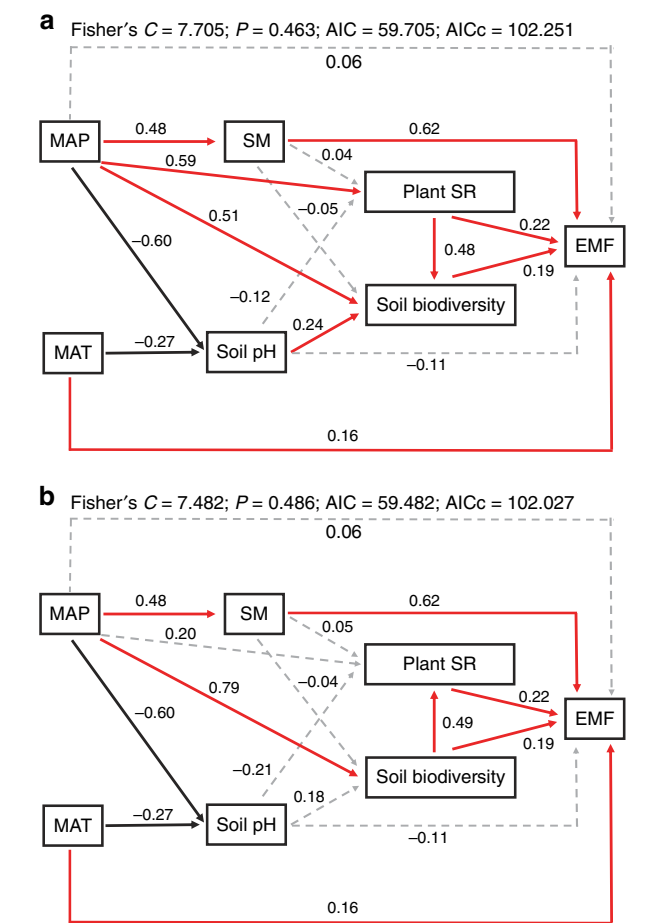 a
Fisher′s C = 7.705; P = 0.463; AIC = 59.705; AICc = 102.251
0.06
MAP
0.48
SM
0.62
0.04
0.59
Plant SR
–0.05
0.51
0.22
–0.60
0.48
EMF
0.19
–0.12
Soil biodiversity
0.24
MAT
–0.27
Soil pH
–0.11
0.16
b
Fisher′s C = 7.482; P = 0.486; AIC = 59.482; AICc = 102.027
0.06
MAP
0.48
SM
0.62
0.05
0.20
Plant SR
–0.04
0.79
0.22
–0.60
0.49
EMF
0.19
–0.21
Soil biodiversity
0.18
MAT
–0.27
Soil pH
–0.11
0.16